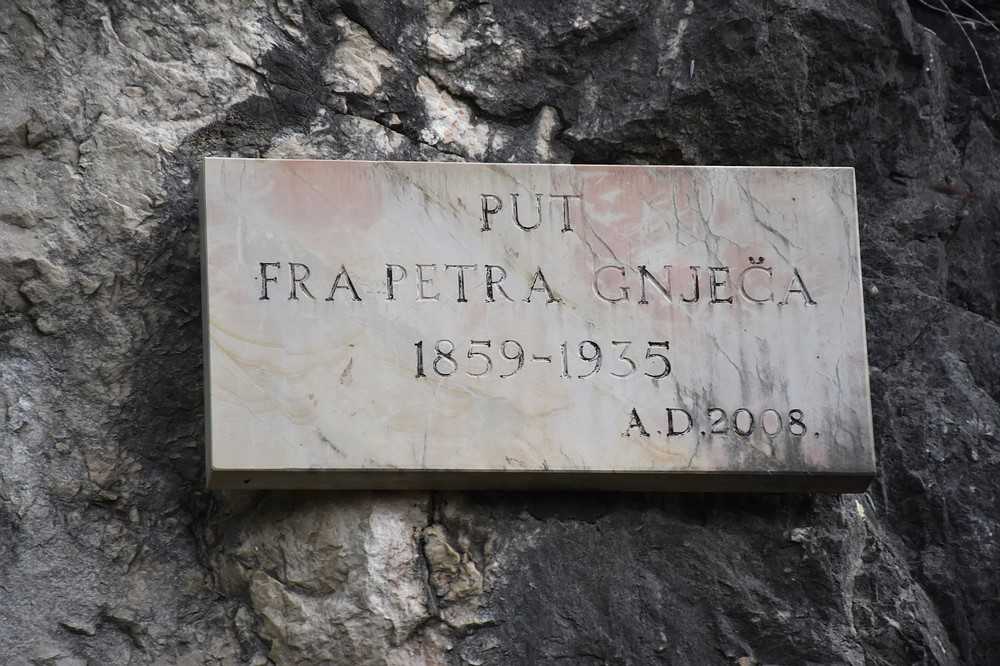 PUT
FRA PETRA GNJEČA
1859-1935
A.D.2008.